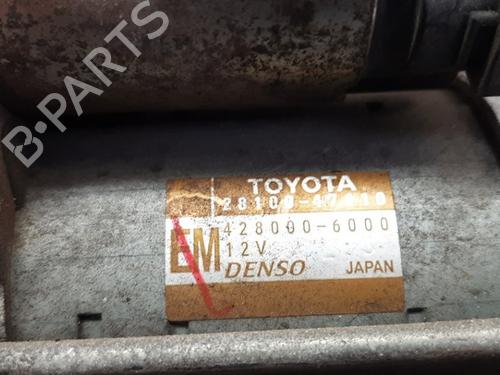 B-PARTS
TOYOTA
EM
428000-6000
12V
DENSO JAPAN